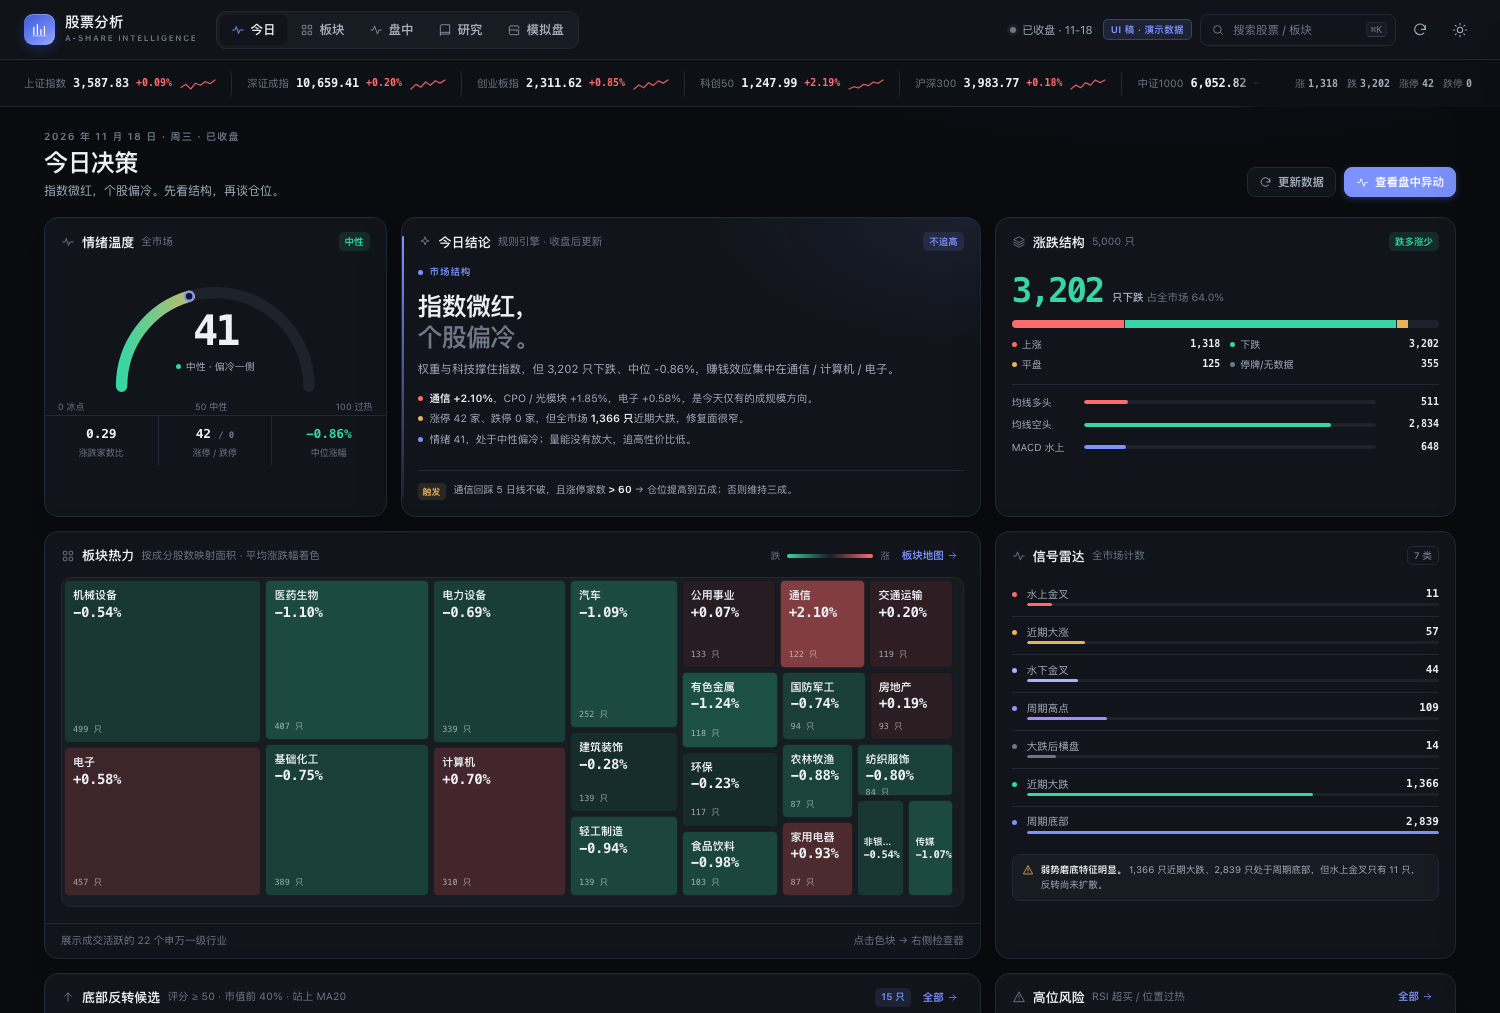 股票分析
A-SHARE INTELLIGENCE
今日 板块 盘中 研究 模拟盘
已收盘 · 11-18
UI 稿 · 演示数据
搜索股票 / 板块
⌘K
上证指数 3,587.83 +0.09%
深证成指 10,659.41 +0.20%
创业板指 2,311.62 +0.85%
科创50 1,247.99 +2.19%
沪深300 3,983.77 +0.18%
中证1000 6,052.82
涨 1,318 跌 3,202 涨停 42 跌停 0
2026 年 11 月 18 日 · 周三 · 已收盘
今日决策
指数微红，个股偏冷。先看结构，再谈仓位。
更新数据
查看盘中异动
情绪温度 全市场
中性
41
中性 · 偏冷一侧
0 冰点 50 中性 100 过热
0.29 42 / 0 −0.86%
涨跌家数比 涨停 / 跌停 中位涨幅
今日结论 规则引擎 · 收盘后更新
不追高
市场结构
指数微红，
个股偏冷。
权重与科技撑住指数，但 3,202 只下跌、中位 -0.86%，赚钱效应集中在通信 / 计算机 / 电子。
通信 +2.10%，CPO / 光模块 +1.85%，电子 +0.58%，是今天仅有的成规模方向。
涨停 42 家、跌停 0 家，但全市场 1,366 只近期大跌，修复面很窄。
情绪 41，处于中性偏冷；量能没有放大，追高性价比低。
触发 通信回踩 5 日线不破，且涨停家数 > 60 → 仓位提高到五成；否则维持三成。
涨跌结构 5,000 只
跌多涨少
3,202 只下跌 占全市场 64.0%
上涨 1,318 下跌 3,202
平盘 125 停牌/无数据 355
均线多头 511
均线空头 2,834
MACD 水上 648
板块热力 按成分股数映射面积 · 平均涨跌幅着色
跌 涨 板块地图 →
机械设备
−0.54%
499 只
医药生物
−1.10%
407 只
电力设备
−0.69%
339 只
汽车
−1.09%
252 只
公用事业
+0.07%
133 只
通信
+2.10%
122 只
交通运输
+0.20%
119 只
有色金属
−1.24%
118 只
国防军工
−0.74%
94 只
房地产
+0.19%
93 只
电子
+0.58%
457 只
基础化工
−0.75%
389 只
计算机
+0.70%
310 只
建筑装饰
−0.28%
139 只
轻工制造
−0.94%
139 只
环保
−0.23%
117 只
食品饮料
−0.98%
103 只
农林牧渔
−0.88%
87 只
纺织服饰
−0.80%
84 只
家用电器
+0.93%
87 只
非银...
−0.54%
传媒
−1.07%
展示成交活跃的 22 个申万一级行业
点击色块 → 右侧检查器
信号雷达 全市场计数
7 类
水上金叉 11
近期大涨 57
水下金叉 44
周期高点 109
大跌后横盘 14
近期大跌 1,366
周期底部 2,839
弱势磨底特征明显。1,366 只近期大跌、2,839 只处于周期底部，但水上金叉只有 11 只，
反转尚未扩散。
底部反转候选 评分 ≥ 50 · 市值前 40% · 站上 MA20
15 只 全部 →
高位风险 RSI 超买 / 位置过热
全部 →